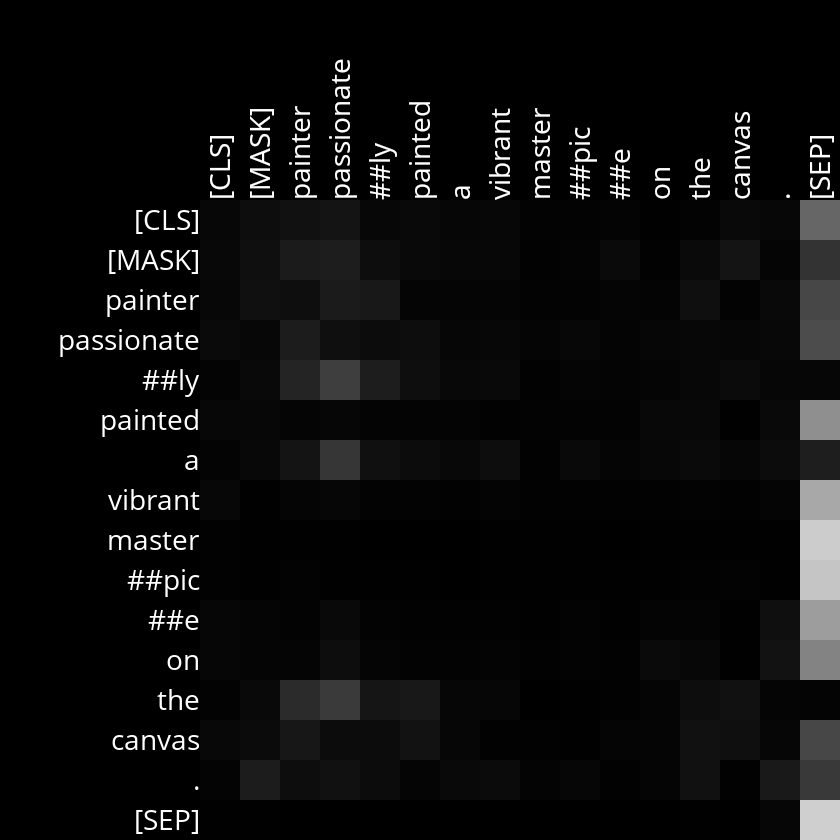 [CLS]
[MASK]
painter
passionate
##ly
painted
a
vibrant
master
##pic
##e
on
the
canvas
.
[SEP]
[CLS]
[MASK]
painter
passionate
##ly
painted
a
vibrant
master
##pic
##e
on
the
canvas
.
[SEP]